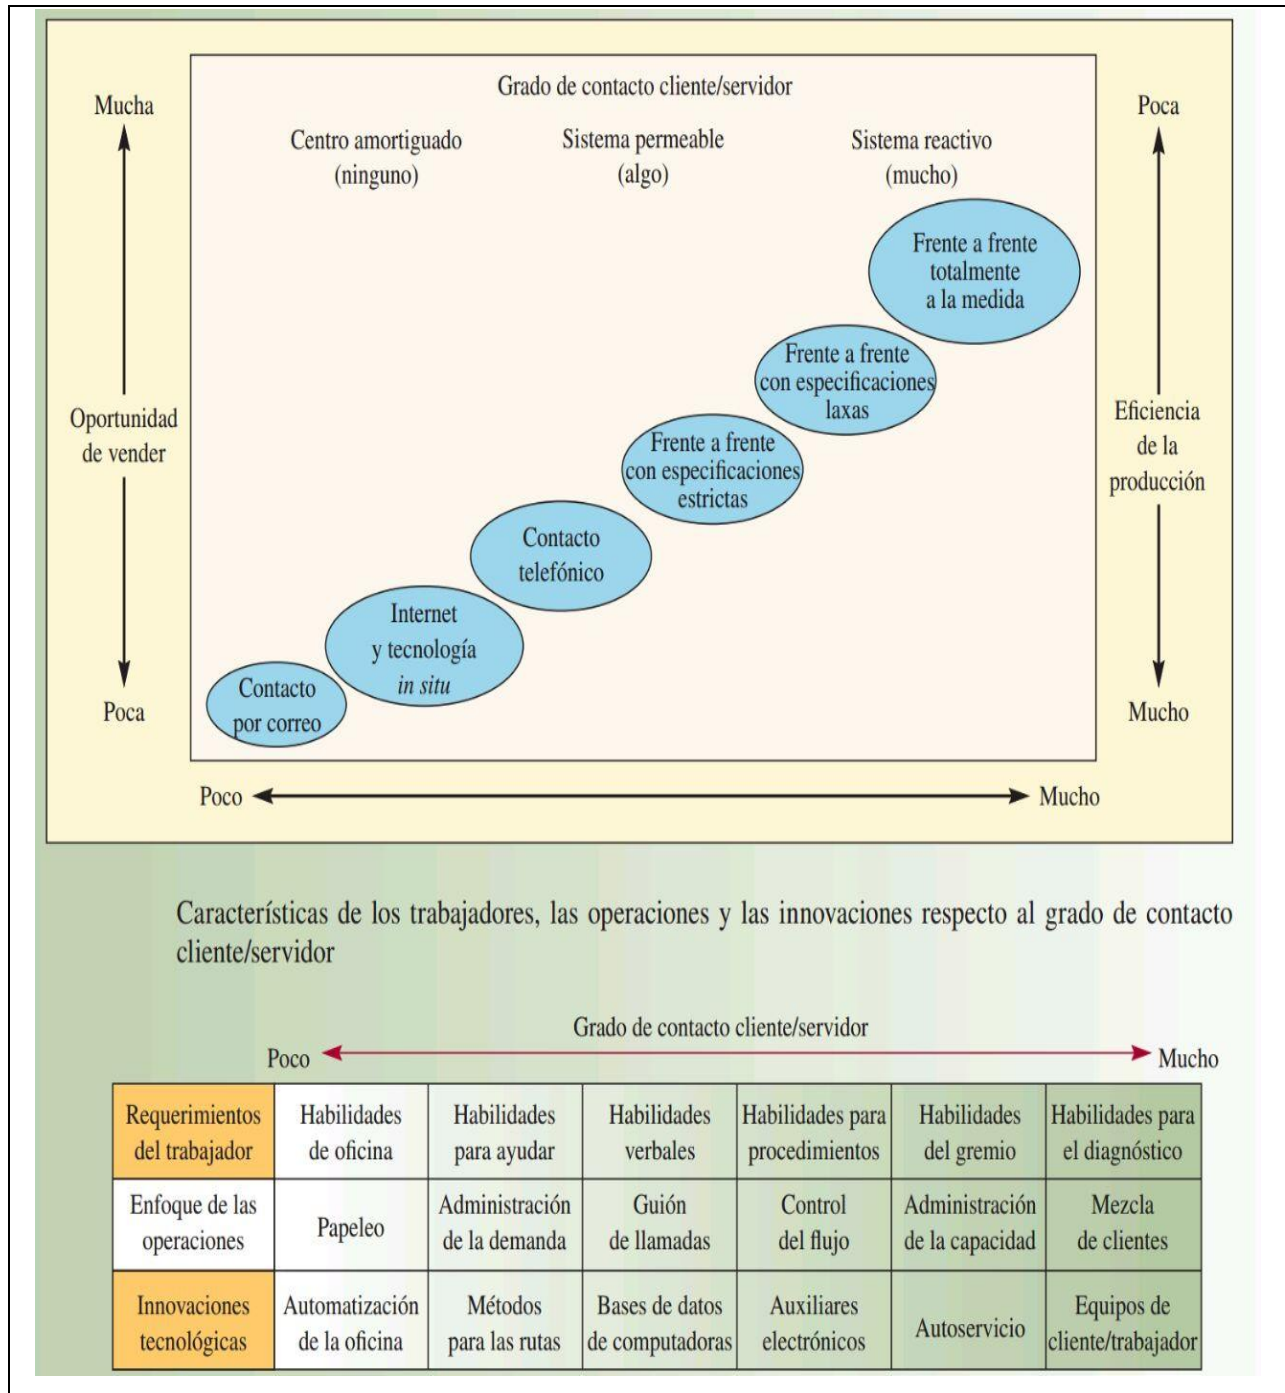 Grado de contacto cliente/servidor
Mucha
Poca
Centro amortiguado
(ninguno)
Sistema permeable
(algo)
Sistema reactivo
(mucho)
Frente a frente
totalmente
a la medida
Frente a frente
con especificaciones
laxas
Oportunidad
de vender
Eficiencia
de la
producción
Frente a frente
con especificaciones
estrictas
Contacto
telefónico
Internet
y tecnología
in situ
Contacto
por correo
Poca
Mucho
Poco
Mucho
Características de los trabajadores, las operaciones y las innovaciones respecto al grado de contacto
cliente/servidor
Grado de contacto cliente/servidor
Poco
Mucho
Requerimientos
del trabajador
Habilidades
de oficina
Habilidades
para ayudar
Habilidades
verbales
Habilidades para
procedimientos
Habilidades
del gremio
Habilidades para
el diagnóstico
Enfoque de las
operaciones
Papeleo
Administración
de la demanda
Guión
de llamadas
Control
del flujo
Administración
de la capacidad
Mezcla
de clientes
Innovaciones
tecnológicas
Automatización
de la oficina
Métodos
para las rutas
Bases de datos
de computadoras
Auxiliares
electrónicos
Autoservicio
Equipos de
cliente/trabajador